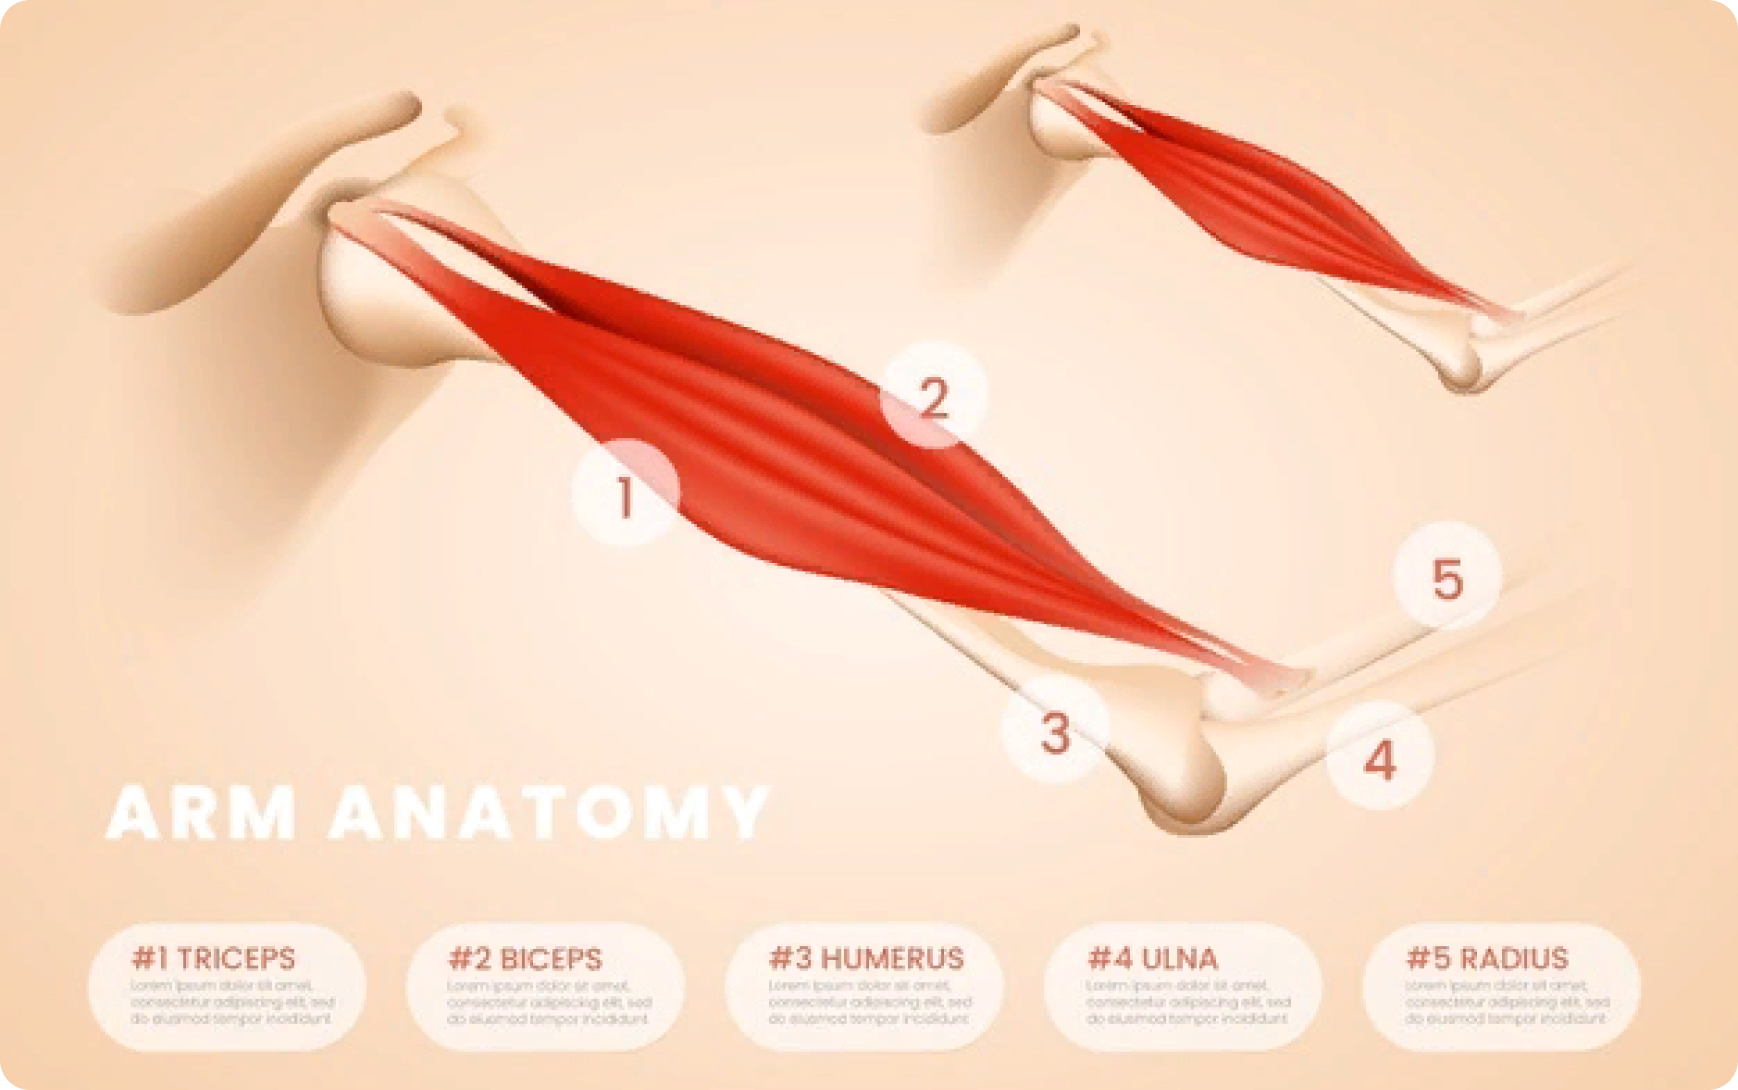 2
1
5
3
4
ARM ANATOMY
#1 TRICEPS
Lorem ipsum dolor sit amet,
consectetur adipiscing elit, sed
do eiusmod tempor incididunt
#2 BICEPS
Lorem ipsum dolor sit amet,
consectetur adipiscing elit, sed
do eiusmod tempor incididunt
#3 HUMERUS
Lorem ipsum dolor sit amet,
consectetur adipiscing elit, sed
do eiusmod tempor incididunt
#4 ULNA
Lorem ipsum dolor sit amet,
consectetur adipiscing elit, sed
do eiusmod tempor incididunt
#5 RADIUS
Lorem ipsum dolor sit amet,
consectetur adipiscing elit, sed
do eiusmod tempor incididunt